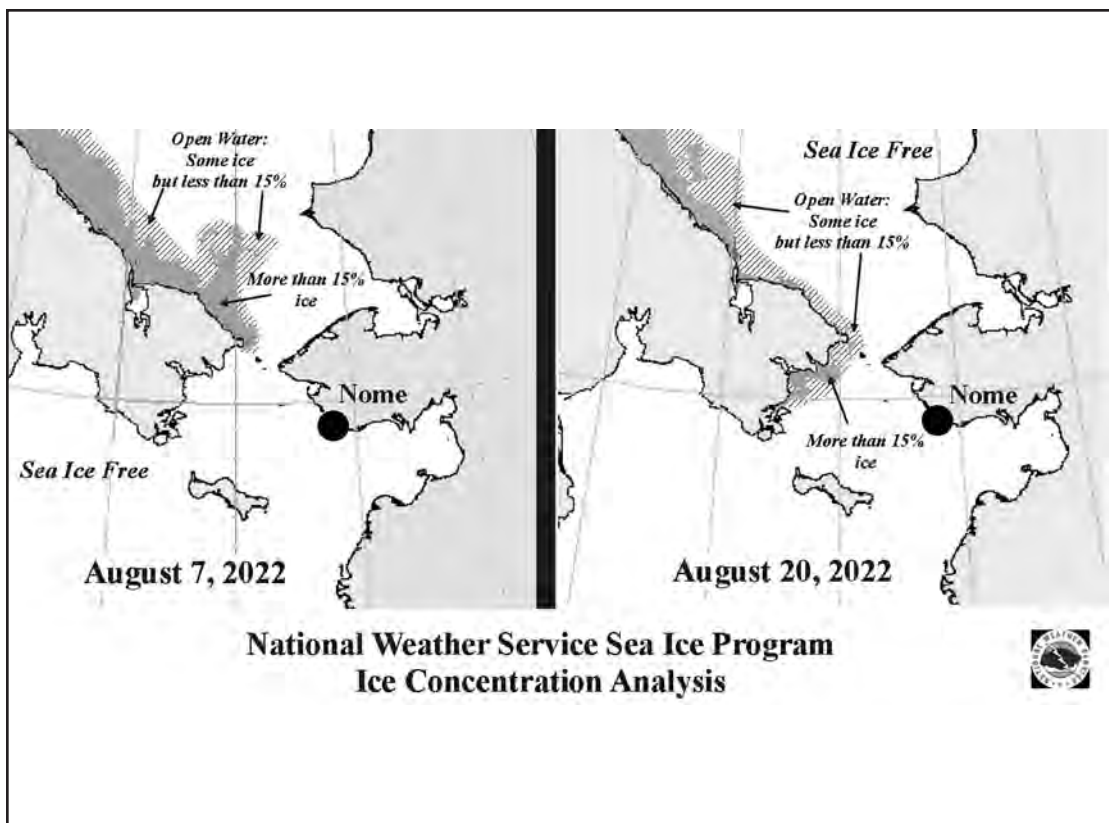 Open Water:
Some ice
but less than 15%
More than 15%
ice
Nome
Sea Ice Free
August 7, 2022
Sea Ice Free
Open Water:
Some ice
but less than 15%
Nome
More than 15%
ice
August 20, 2022
National Weather Service Sea Ice Program
Ice Concentration Analysis